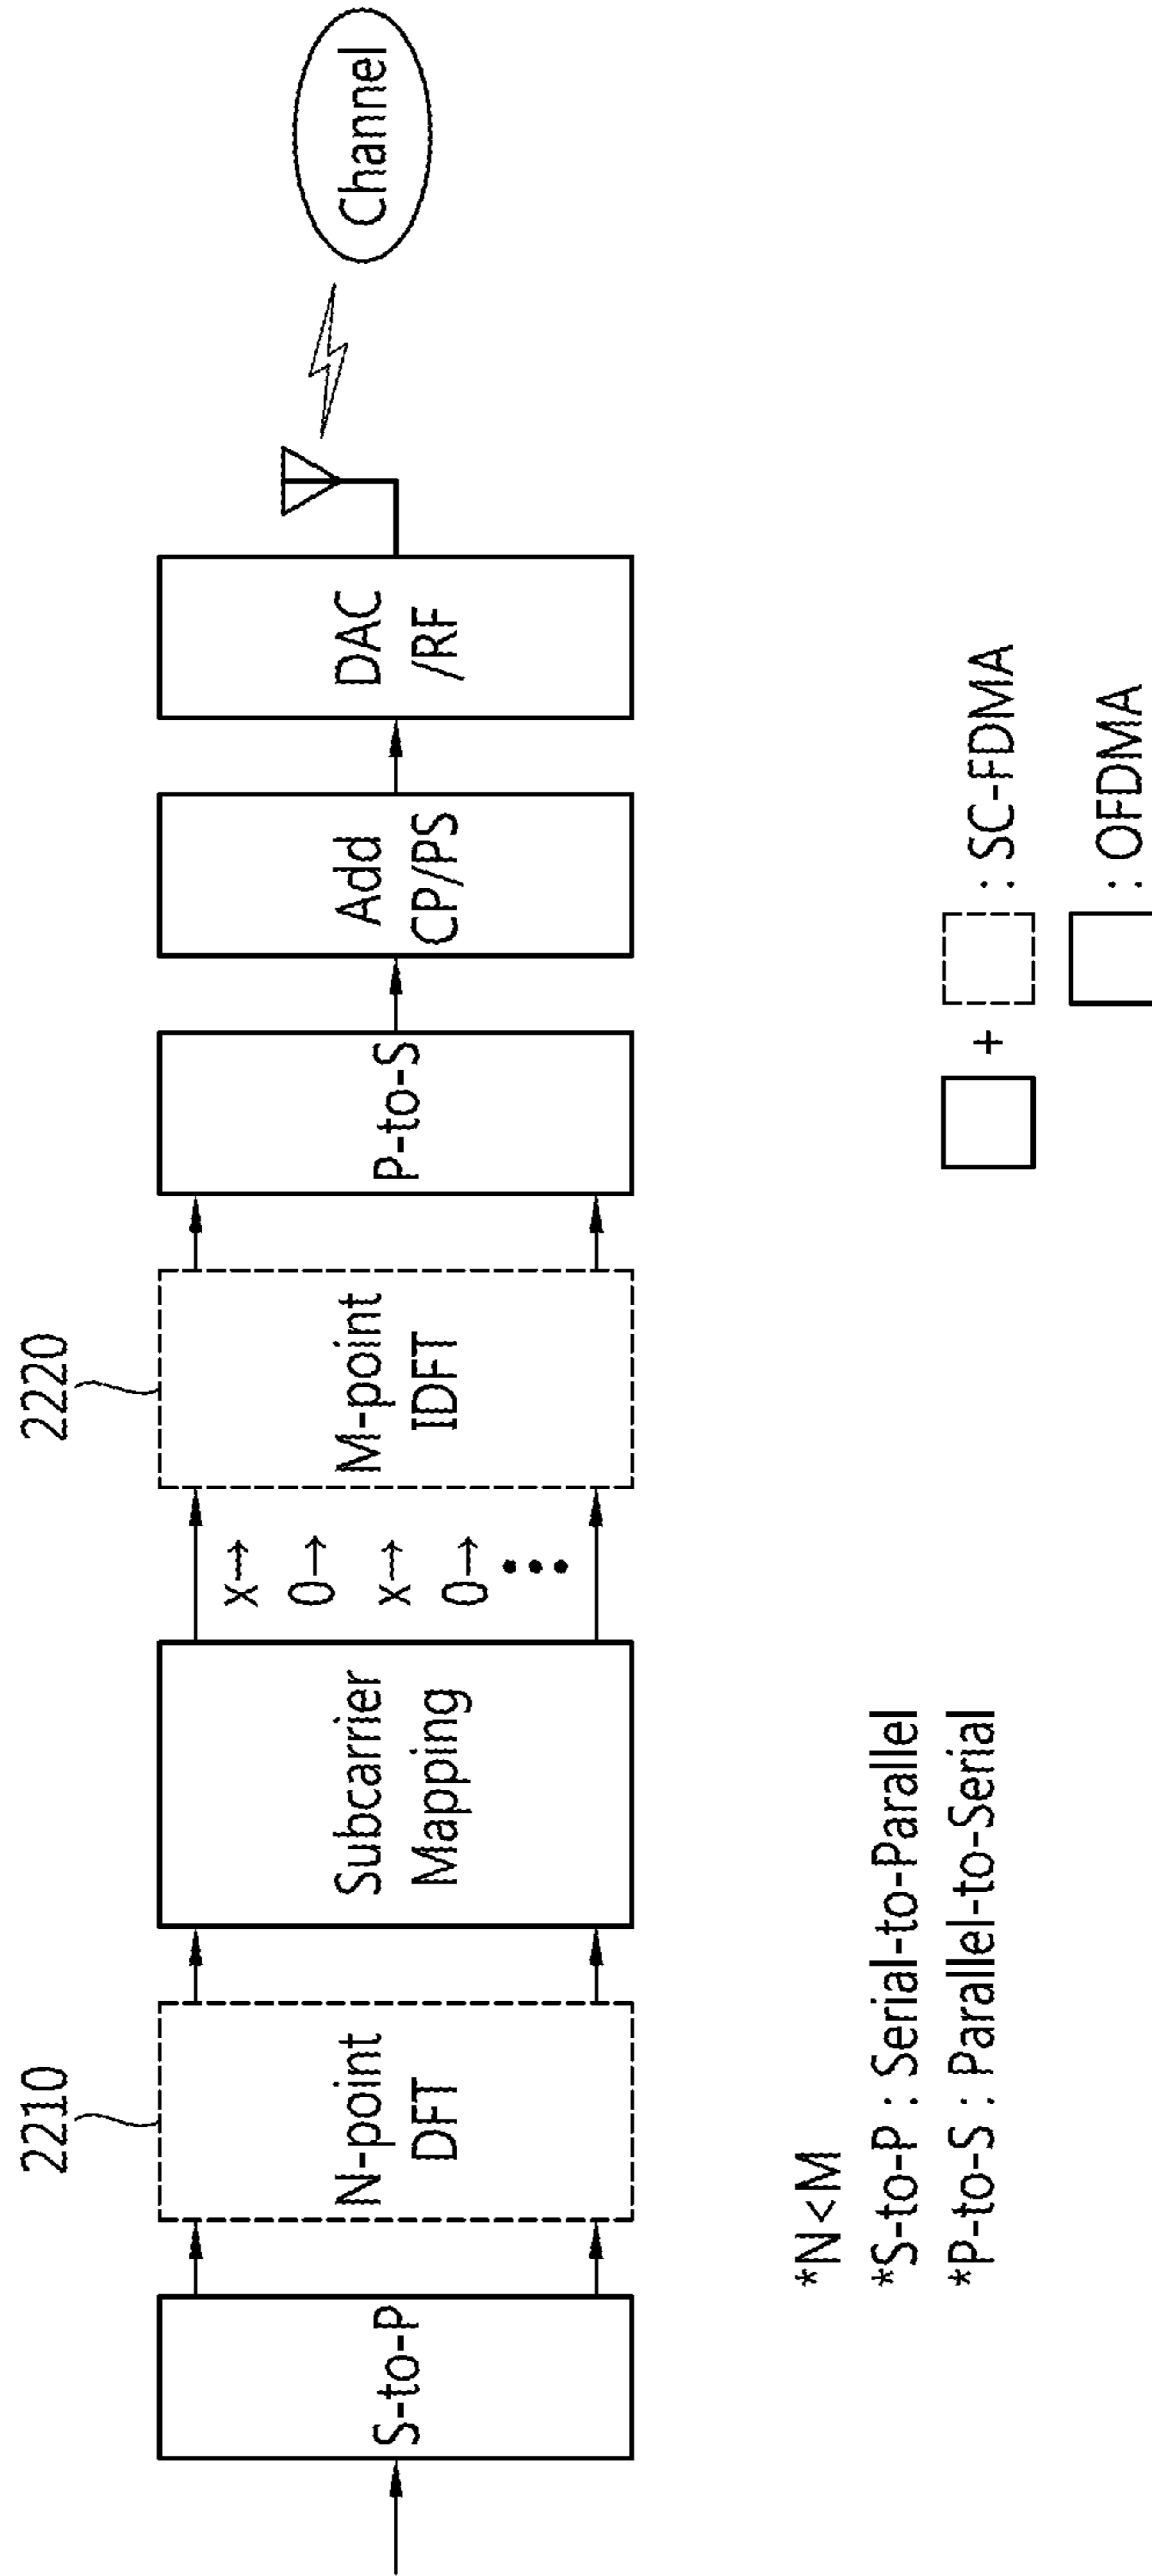 2210
2220
S-to-P
N-point
DFT
Subcarrier
Mapping
x→
0→
x→
0→
M-point
IDFT
P-to-S
Add
CP/PS
DAC
/RF
Channel
*N<M
*S-to-P : Serial-to-Parallel
*P-to-S : Parallel-to-Serial
+ : SC-FDMA
: OFDMA